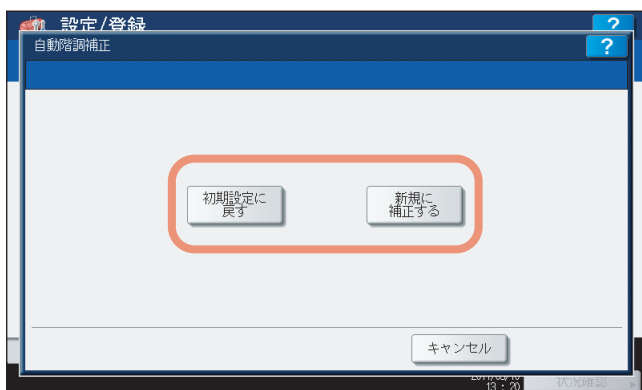 設定/登録
?
自動階調補正
?
初期設定に
戻す
新規に
補正する
キャンセル
13 : 20
状況確認